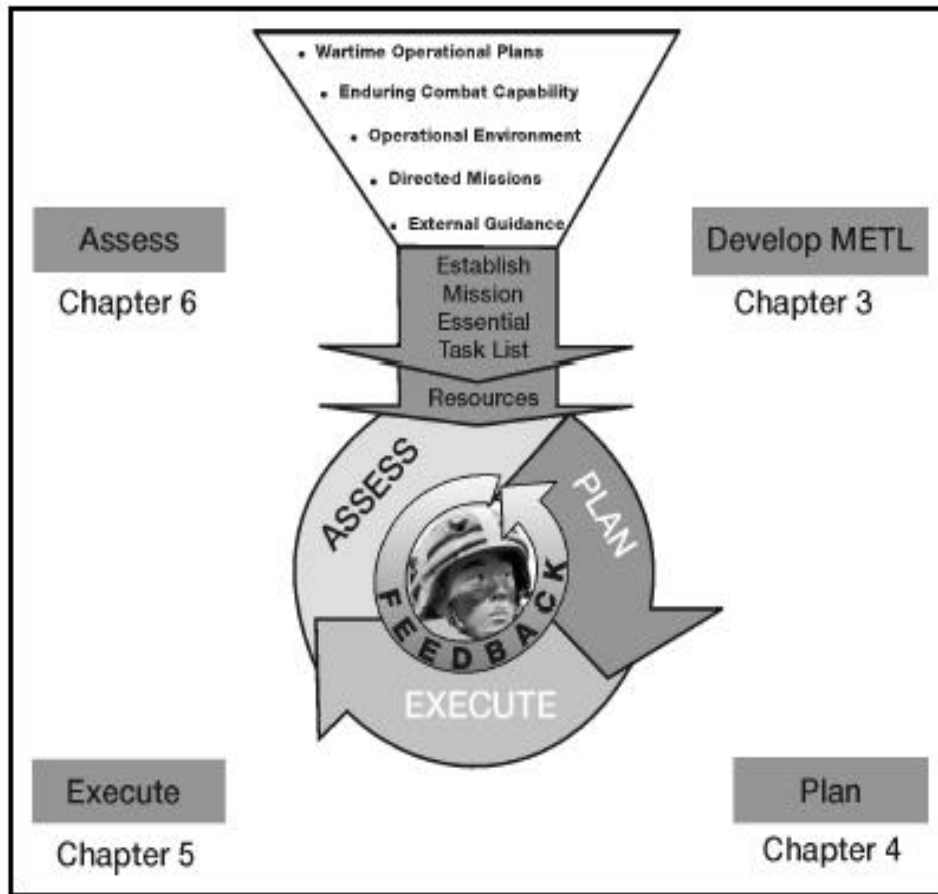 • Wartime Operational Plans
• Enduring Combat Capability
• Operational Environment
• Directed Missions
• External Guidance
Assess
Chapter 6
Develop METL
Chapter 3
Establish
Mission
Essential
Task List
Resources
ASSESS
PLAN
FEEDBACK
EXECUTE
Execute
Chapter 5
Plan
Chapter 4